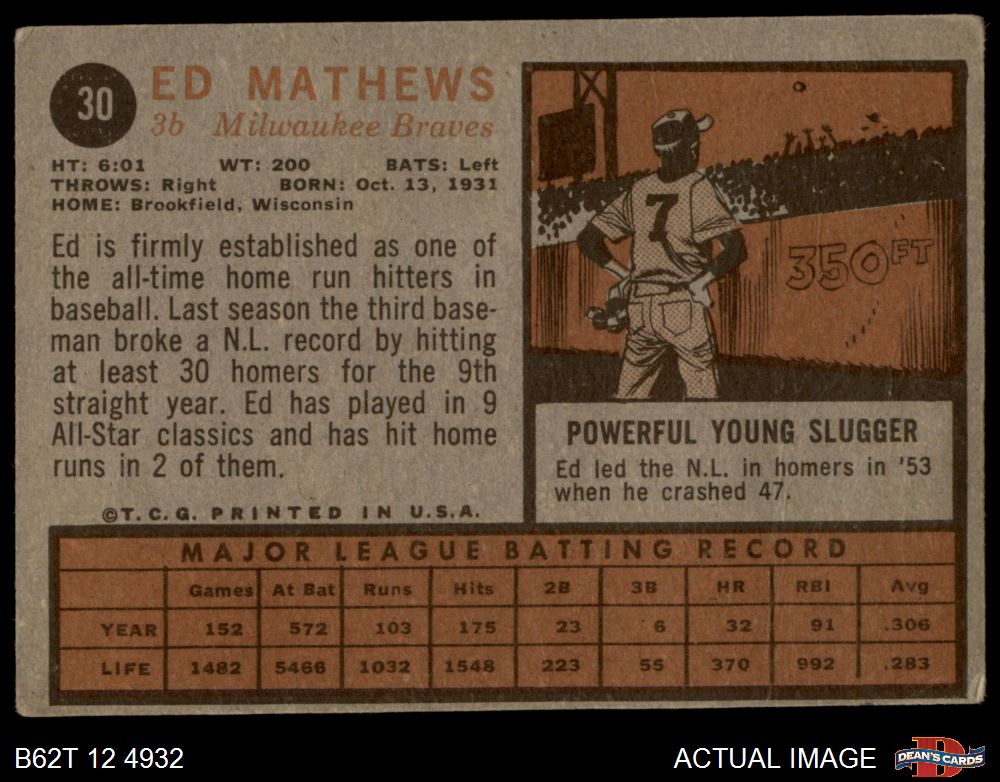 30
ED MATHEWS
3b Milwaukee Braves
HT: 6:01 WT: 200 BATS: Left
THROWS: Right BORN: Oct. 13, 1931
HOME: Brookfield, Wisconsin
Ed is firmly established as one of
the all-time home run hitters in
baseball. Last season the third base-
man broke a N.L. record by hitting
at least 30 homers for the 9th
straight year. Ed has played in 9
All-Star classics and has hit home
runs in 2 of them.
©T.C.G. PRINTED IN U.S.A.
7
350FT
POWERFUL YOUNG SLUGGER
Ed led the N.L. in homers in '53
when he crashed 47.
MAJOR LEAGUE BATTING RECORD
Games At Bat Runs Hits 2B 3B HR RBI Avg
YEAR 152 572 103 175 23 6 32 91 .306
LIFE 1482 5466 1032 1548 223 55 370 992 .283
B62T 12 4932
ACTUAL IMAGE
D
DEAN'S CARDS